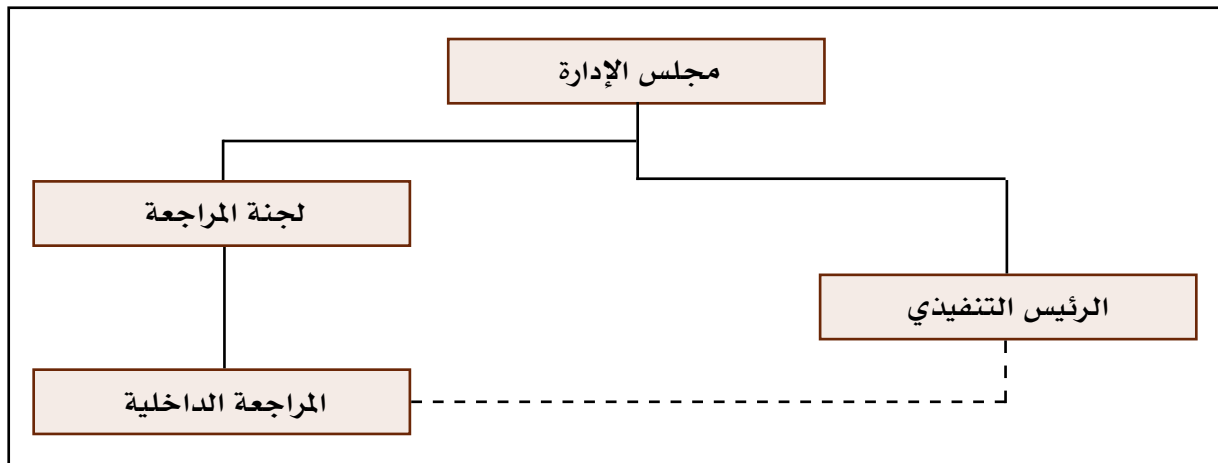 مجلس الإدارة
لجنة المراجعة
الرئيس التنفيذي
المراجعة الداخلية